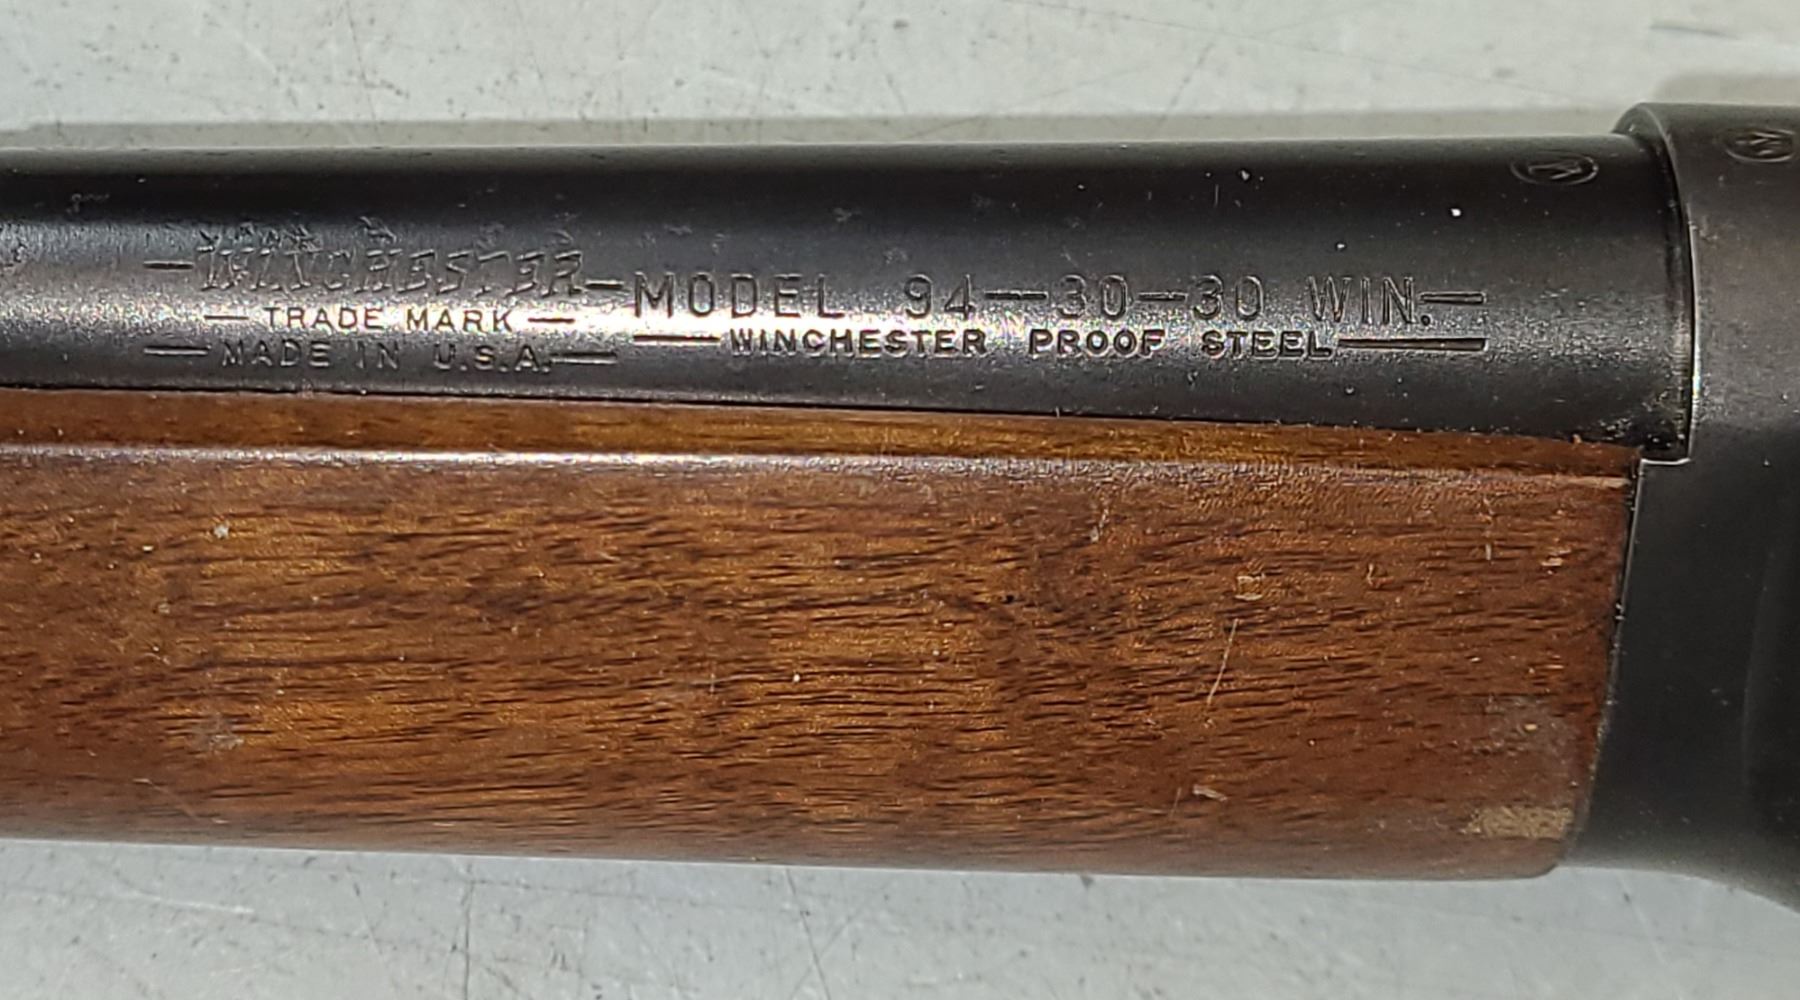 —WINCHESTER—MODEL 94—30-30 WIN.—
—TRADE MARK— —WINCHESTER PROOF STEEL—
—MADE IN U.S.A.—